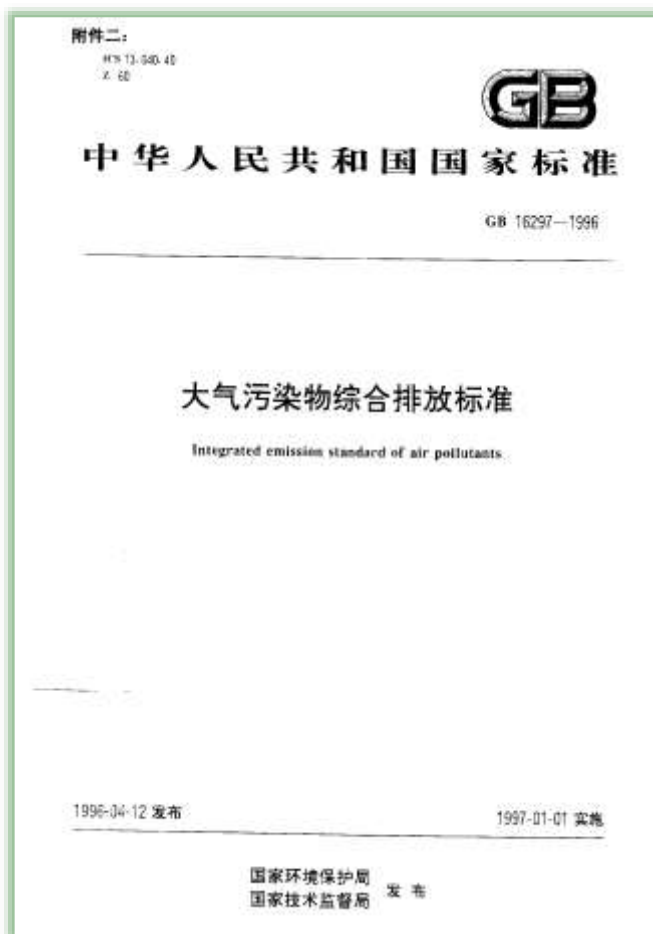 附件二：
ICS 13.040.40
Z 60
GB
中华人民共和国国家标准
GB 16297—1996
大气污染物综合排放标准
Integrated emission standard of air pollutants
1996-04-12 发布
1997-01-01 实施
国家环境保护局
国家技术监督局 发布